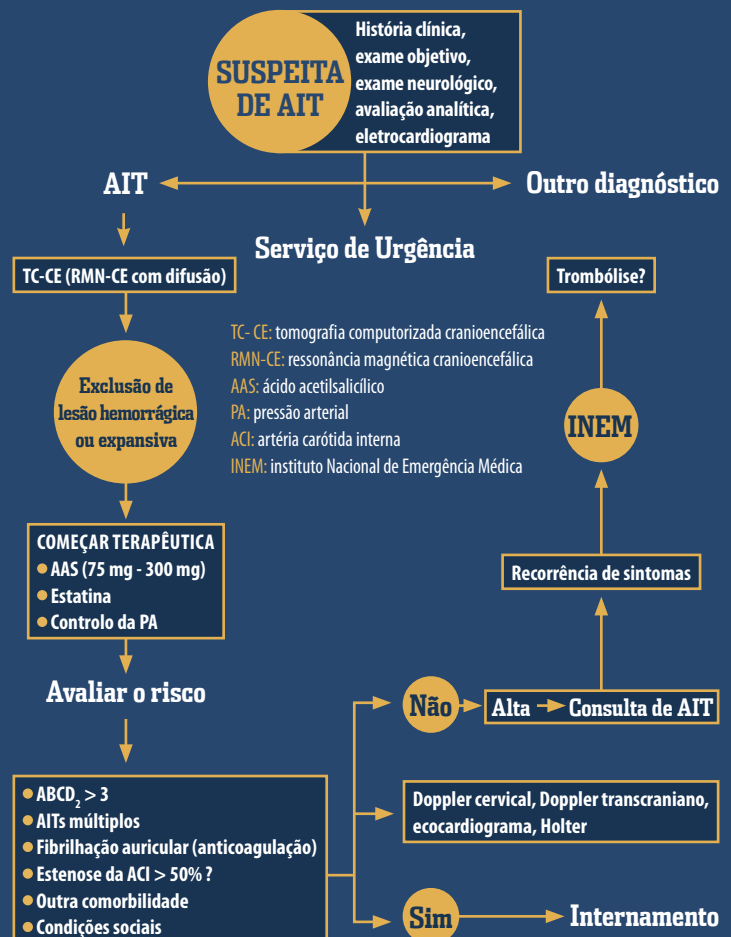 SUSPEITA
DE AIT
História clínica,
exame objetivo,
exame neurológico,
avaliação analítica,
eletrocardiograma
AIT
Outro diagnóstico
Serviço de Urgência
TC-CE (RMN-CE com difusão)
Trombólise?
TC- CE: tomografia computorizada cranioencefálica
RMN-CE: ressonância magnética cranioencefálica
AAS: ácido acetilsalicílico
PA: pressão arterial
ACI: artéria carótida interna
INEM: instituto Nacional de Emergência Médica
Exclusão de
lesão hemorrágica
ou expansiva
INEM
COMEÇAR TERAPÊUTICA
● AAS (75 mg - 300 mg)
● Estatina
● Controlo da PA
Recorrência de sintomas
Avaliar o risco
Não
Alta
Consulta de AIT
● ABCD₂ > 3
● AITs múltiplos
● Fibrilhação auricular (anticoagulação)
● Estenose da ACI > 50% ?
● Outra comorbilidade
● Condições sociais
Doppler cervical, Doppler transcraniano,
ecocardiograma, Holter
Sim
Internamento